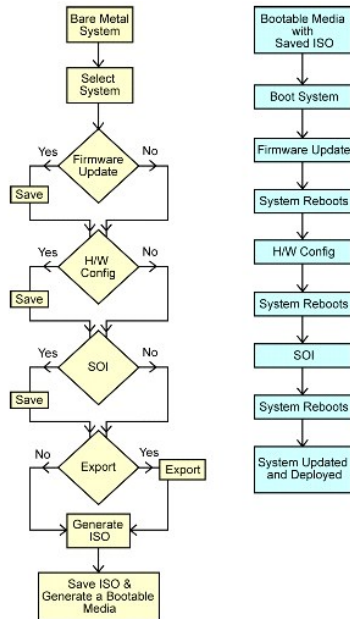 Bare Metal
System
Select
System
Yes
No
Firmware
Update
Save
Yes
No
H/W
Config
Save
Yes
No
SOI
Save
No
Yes
Export
Export
Generate
ISO
Save ISO &
Generate a Bootable
Media
Bootable Media
with
Saved ISO
Boot System
Firmware Update
System Reboots
H/W Config
System Reboots
SOI
System Reboots
System Updated
and Deployed